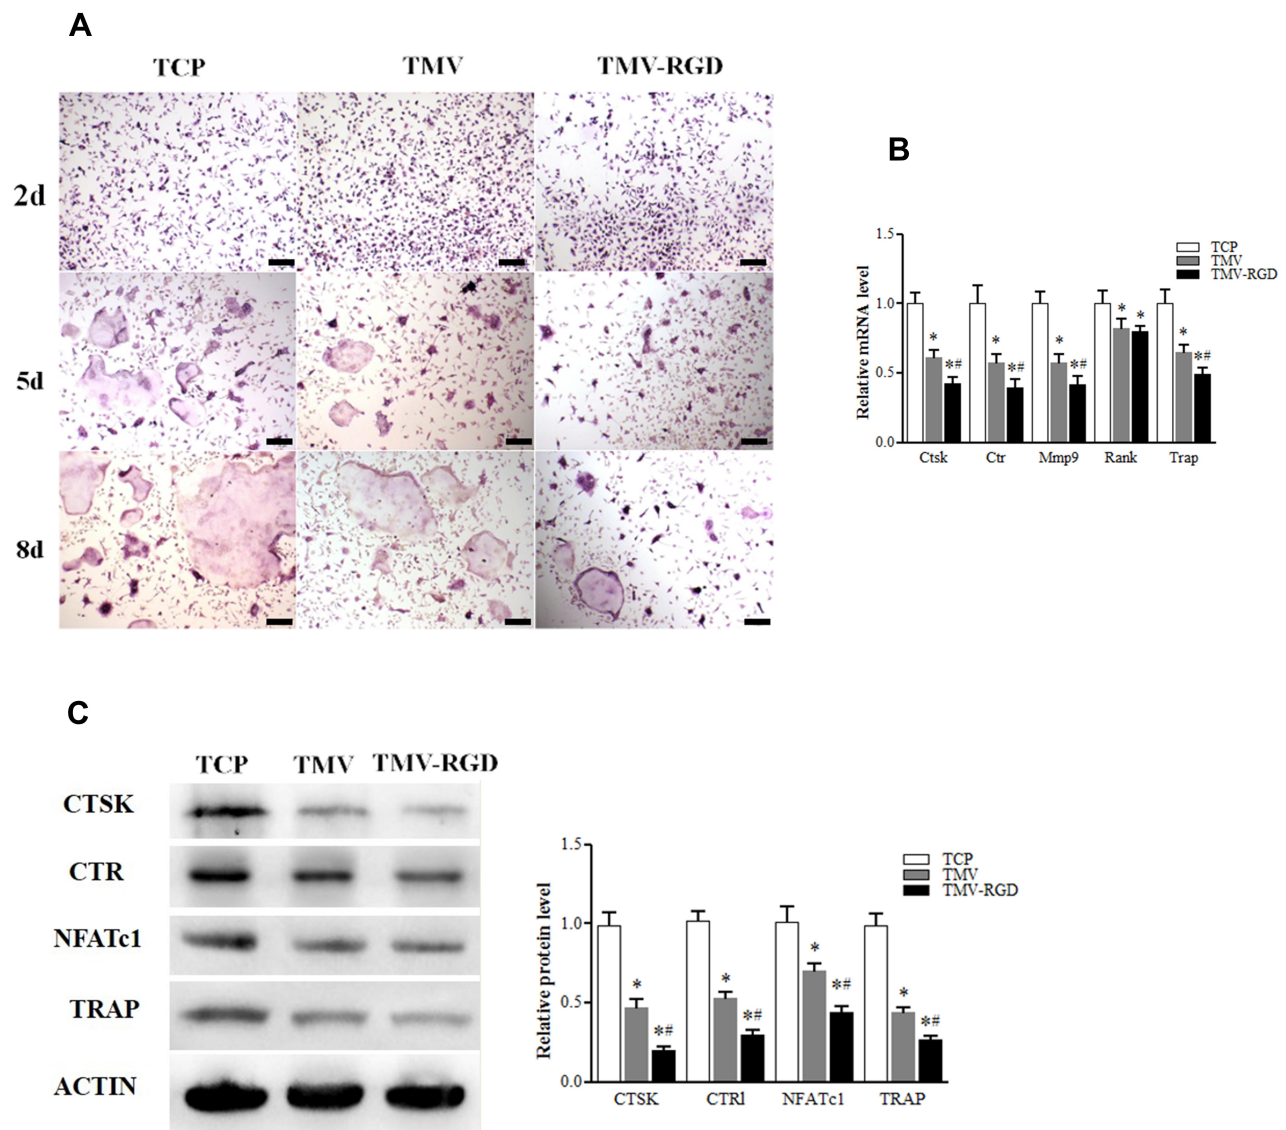 A
TCP TMV TMV-RGD
2d
5d
8d
B
Relative mRNA level
1.5
1.0
0.5
0.0
TCP
TMV
TMV-RGD
* *# * *# * *# * * * *#
Ctsk Ctr Mmp9 Rank Trap
C
TCP TMV TMV-RGD
CTSK
CTR
NFATc1
TRAP
ACTIN
Relative protein level
1.5
1.0
0.5
0.0
TCP
TMV
TMV-RGD
* *# * *# * *# * *#
CTSK CTRl NFATc1 TRAP